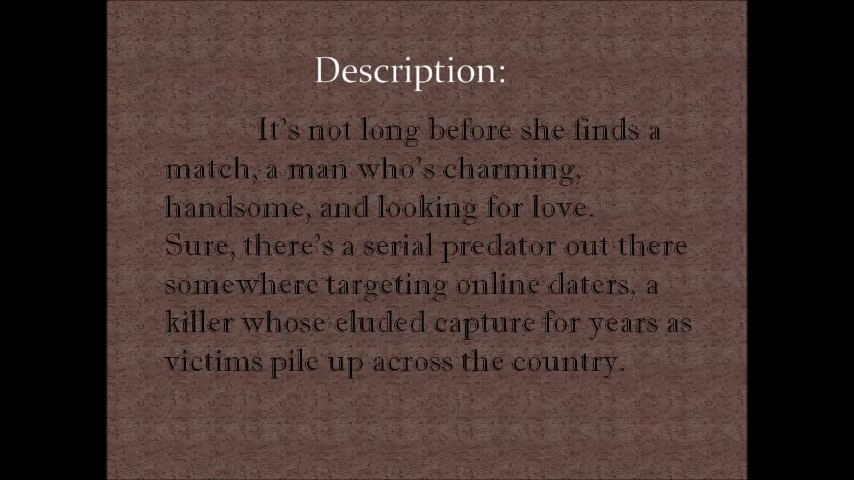 Description:
It's not long before she finds a
match, a man who's charming,
handsome, and looking for love.
Sure, there's a serial predator out there
somewhere targeting online daters, a
killer whose eluded capture for years as
victims pile up across the country.